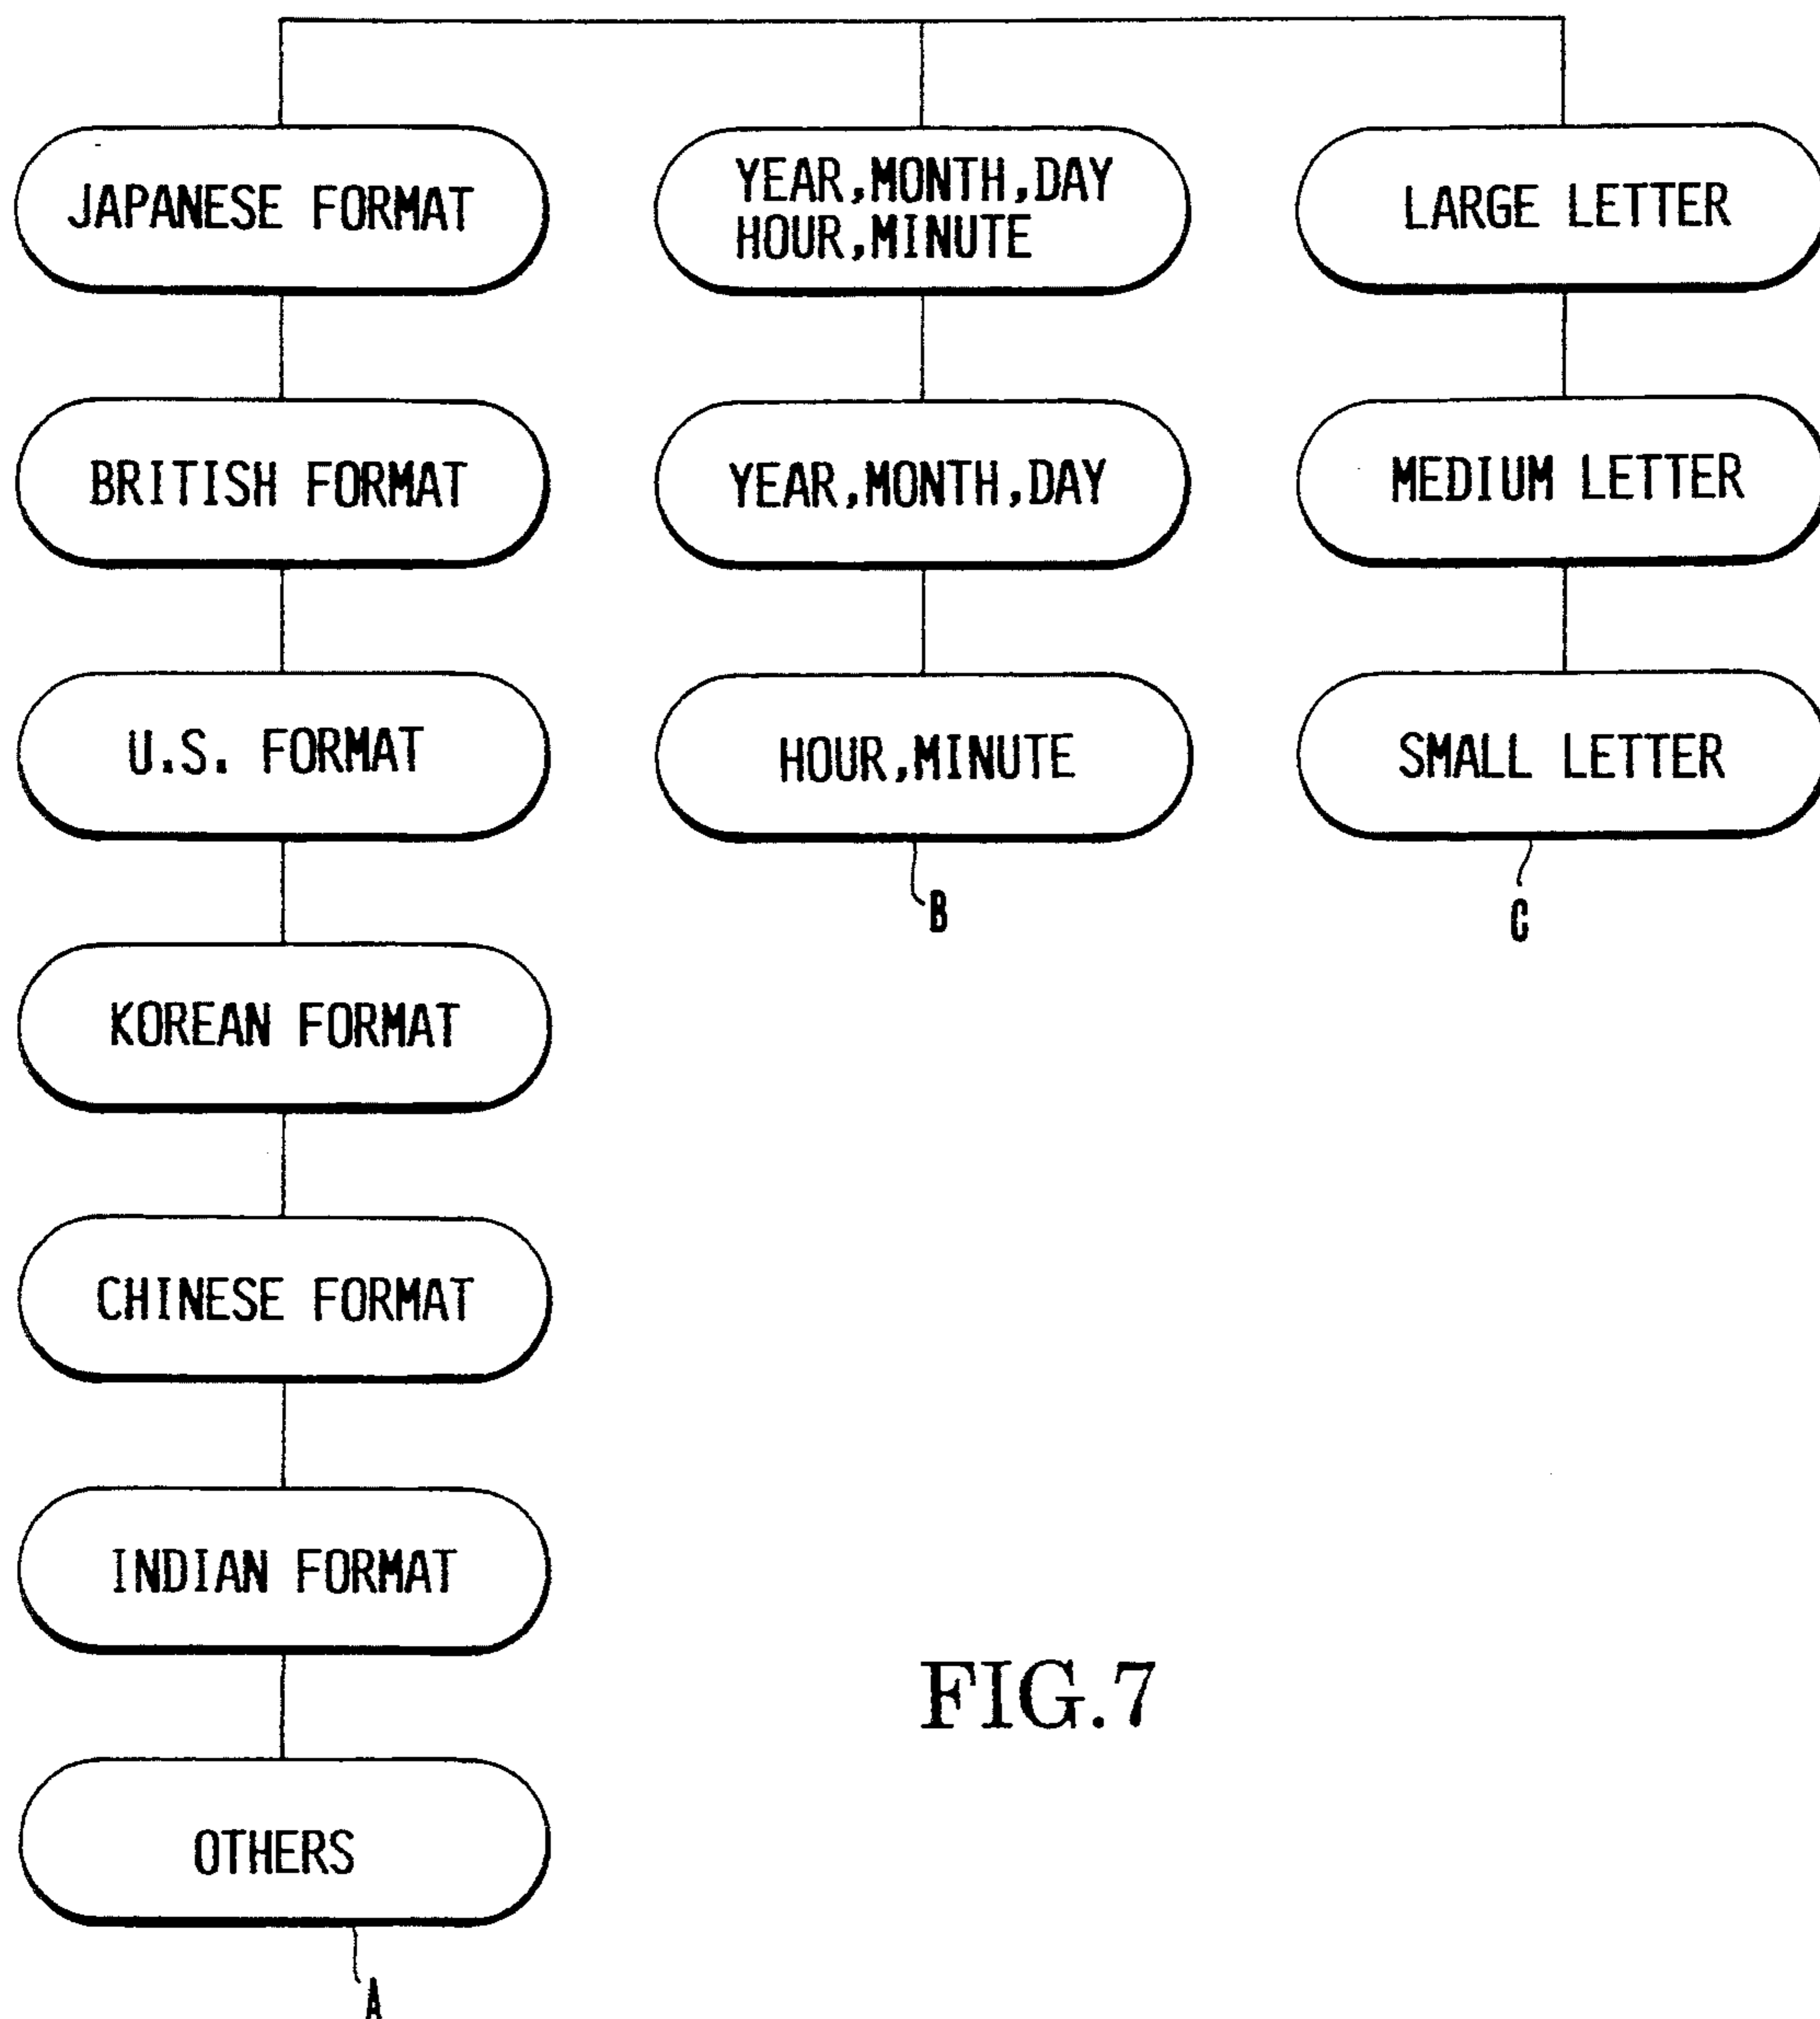 JAPANESE FORMAT
BRITISH FORMAT
U.S. FORMAT
KOREAN FORMAT
CHINESE FORMAT
INDIAN FORMAT
OTHERS
A
YEAR,MONTH,DAY
HOUR,MINUTE
YEAR,MONTH,DAY
HOUR,MINUTE
B
LARGE LETTER
MEDIUM LETTER
SMALL LETTER
C
FIG.7